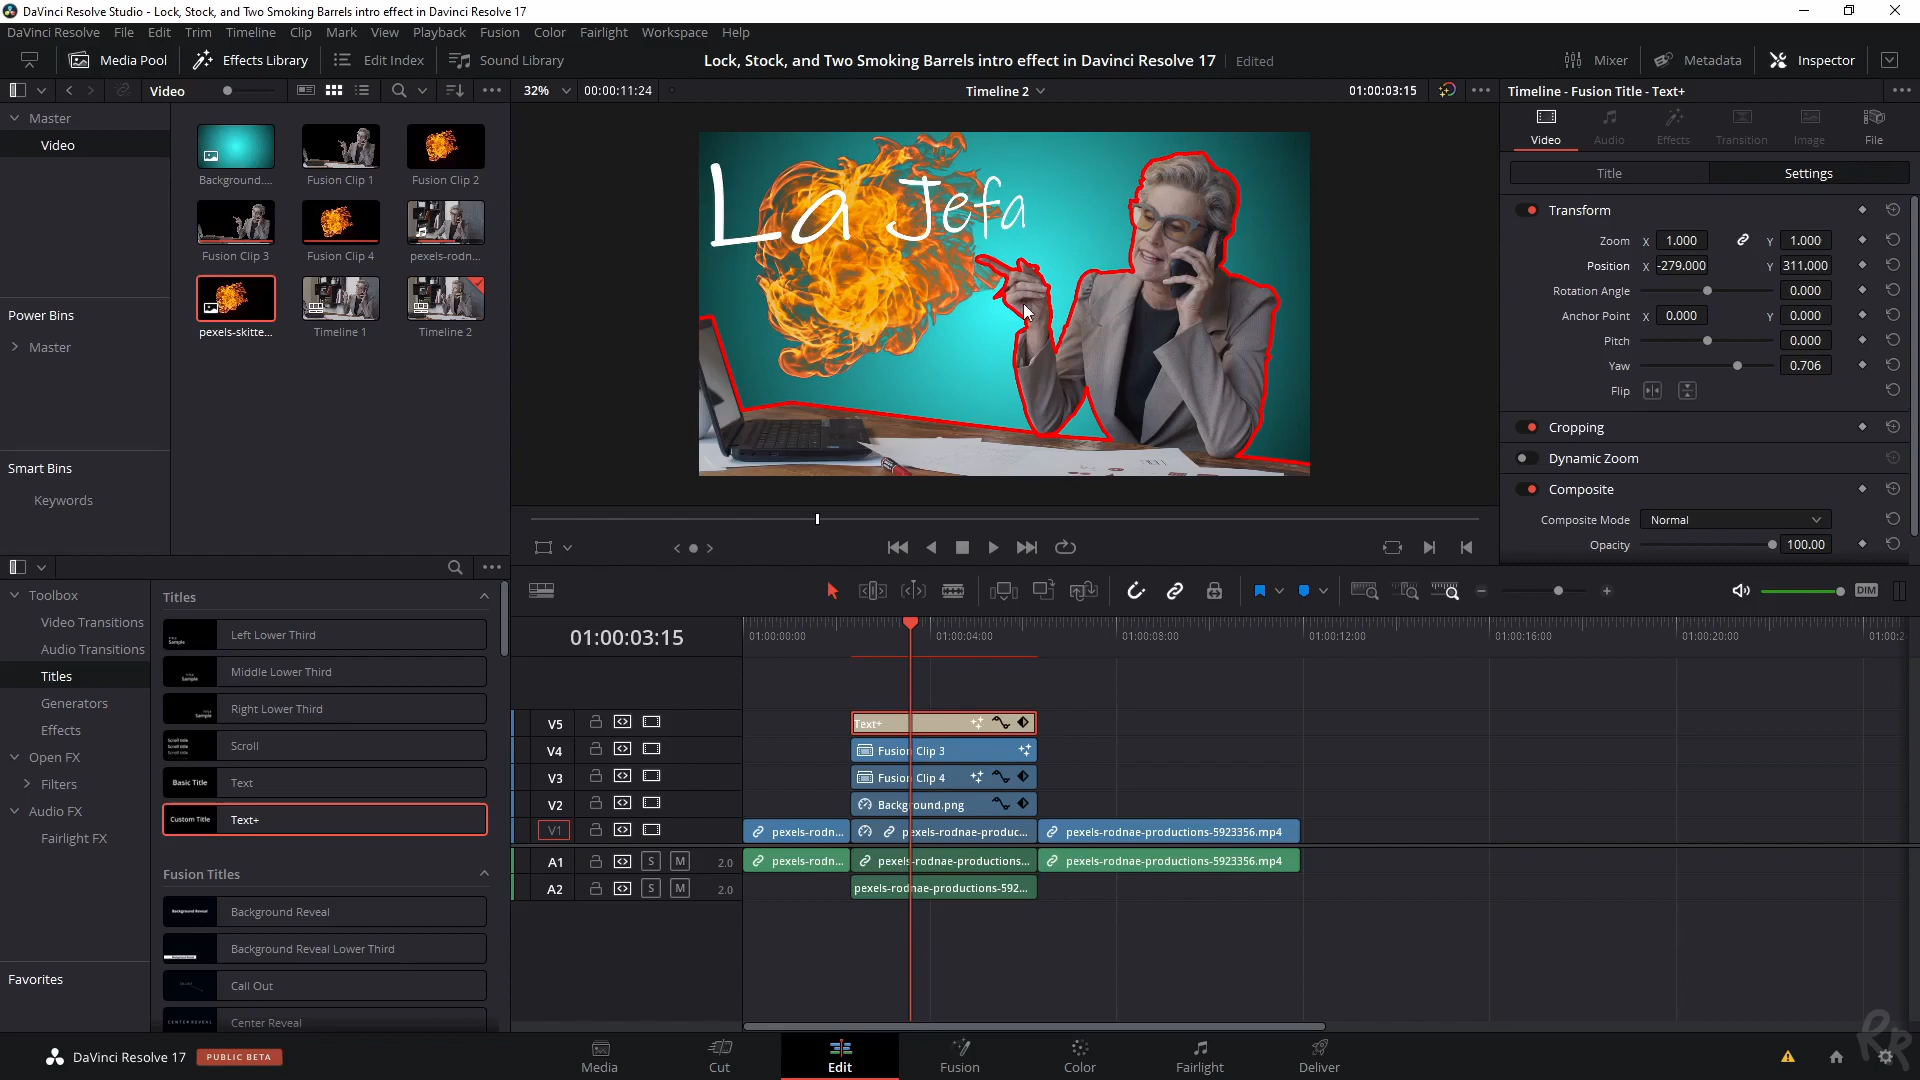 DaVinci Resolve Studio - Lock, Stock, and Two Smoking Barrels intro effect in Davinci Resolve 17
DaVinci Resolve File Edit Trim Timeline Clip Mark View Playback Fusion Color Fairlight Workspace Help
Media Pool Effects Library Edit Index Sound Library Lock, Stock, and Two Smoking Barrels intro effect in Davinci Resolve 17 Edited Mixer Metadata Inspector
Video 32% 00:00:11:24 Timeline 2 01:00:03:15 Timeline - Fusion Title - Text+
Master
Video
Power Bins
Master
Smart Bins
Keywords
Background.... Fusion Clip 1 Fusion Clip 2
Fusion Clip 3 Fusion Clip 4 pexels-rodn...
pexels-skitte... Timeline 1 Timeline 2
La Jefa
Video Audio Effects Transition Image File
Title Settings
Transform
Zoom X 1.000 Y 1.000
Position X -279.000 Y 311.000
Rotation Angle 0.000
Anchor Point X 0.000 Y 0.000
Pitch 0.000
Yaw 0.706
Flip
Cropping
Dynamic Zoom
Composite
Composite Mode Normal
Opacity 100.00
Toolbox
Video Transitions
Audio Transitions
Titles
Generators
Effects
Open FX
Filters
Audio FX
Fairlight FX
Favorites
Titles
Left Lower Third
Middle Lower Third
Right Lower Third
Scroll
Basic Title Text
Custom Title Text+
Fusion Titles
Background Reveal Background Reveal
Background Reveal Lower Third
Call Out
CENTER REVEAL Center Reveal
DIM
01:00:03:15 01:00:00:00 01:00:04:00 01:00:08:00 01:00:12:00 01:00:16:00 01:00:20:00 01:00:2
V5 Text+
V4 Fusion Clip 3
V3 Fusion Clip 4
V2 Background.png
V1 pexels-rodn... pexels-rodnae-produc... pexels-rodnae-productions-5923356.mp4
A1 S M 2.0 pexels-rodn... pexels-rodnae-productions... pexels-rodnae-productions-5923356.mp4
A2 S M 2.0 pexels-rodnae-productions-592...
DaVinci Resolve 17 PUBLIC BETA Media Cut Edit Fusion Color Fairlight Deliver
RR